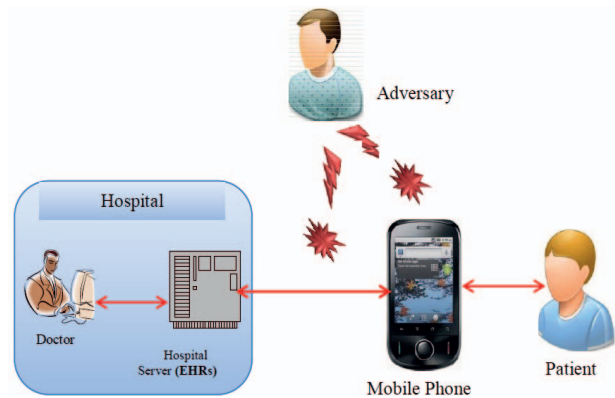 Adversary
Hospital
Doctor
Hospital
Server (EHRs)
Mobile Phone
Patient